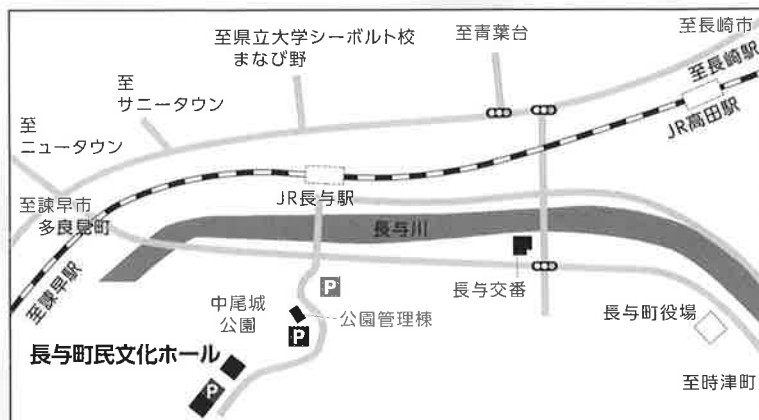 至県立大学シーボルト校
まなび野
至青葉台
至長崎市
至長崎駅
至
サニータウン
JR高田駅
至
ニュータウン
JR長与駅
至諫早市
多良見町
長与川
至諫早駅
長与交番
P
中尾城
公園
公園管理棟
P
長与町役場
長与町民文化ホール
P
至時津町